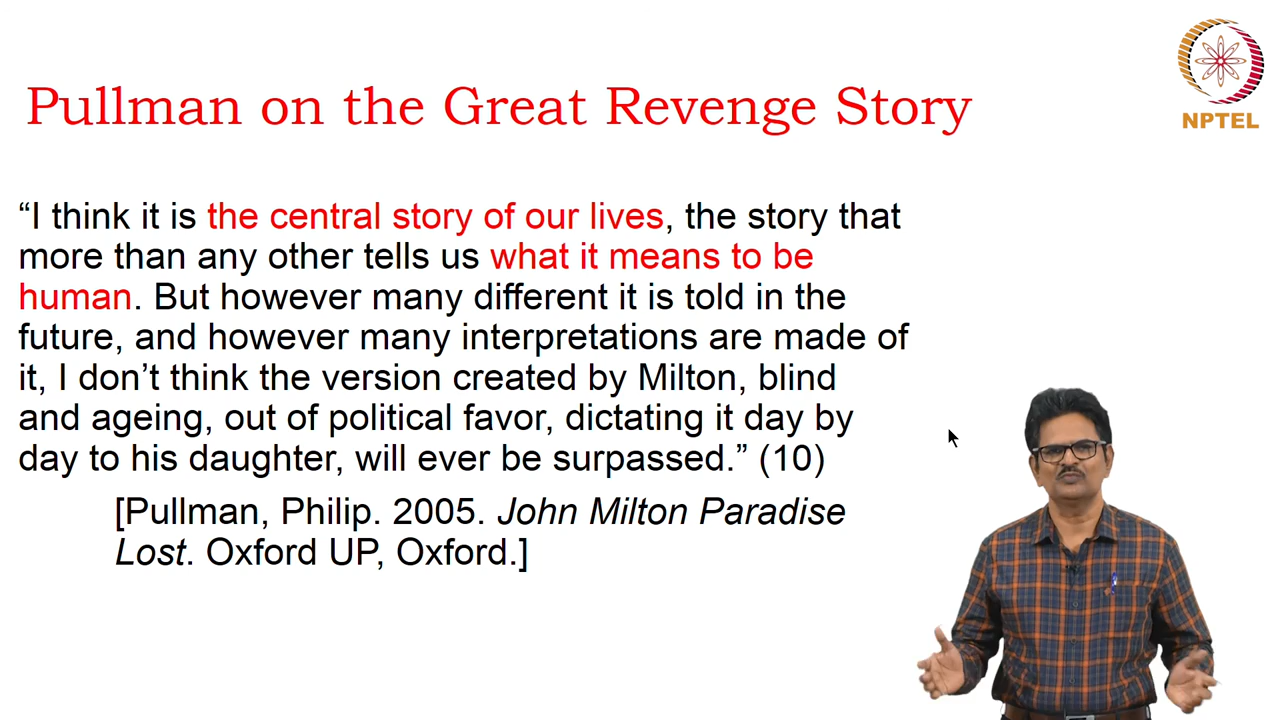 Pullman on the Great Revenge Story
NPTEL
“I think it is the central story of our lives, the story that
more than any other tells us what it means to be
human. But however many different it is told in the
future, and however many interpretations are made of
it, I don’t think the version created by Milton, blind
and ageing, out of political favor, dictating it day by
day to his daughter, will ever be surpassed.” (10)
[Pullman, Philip. 2005. John Milton Paradise
Lost. Oxford UP, Oxford.]